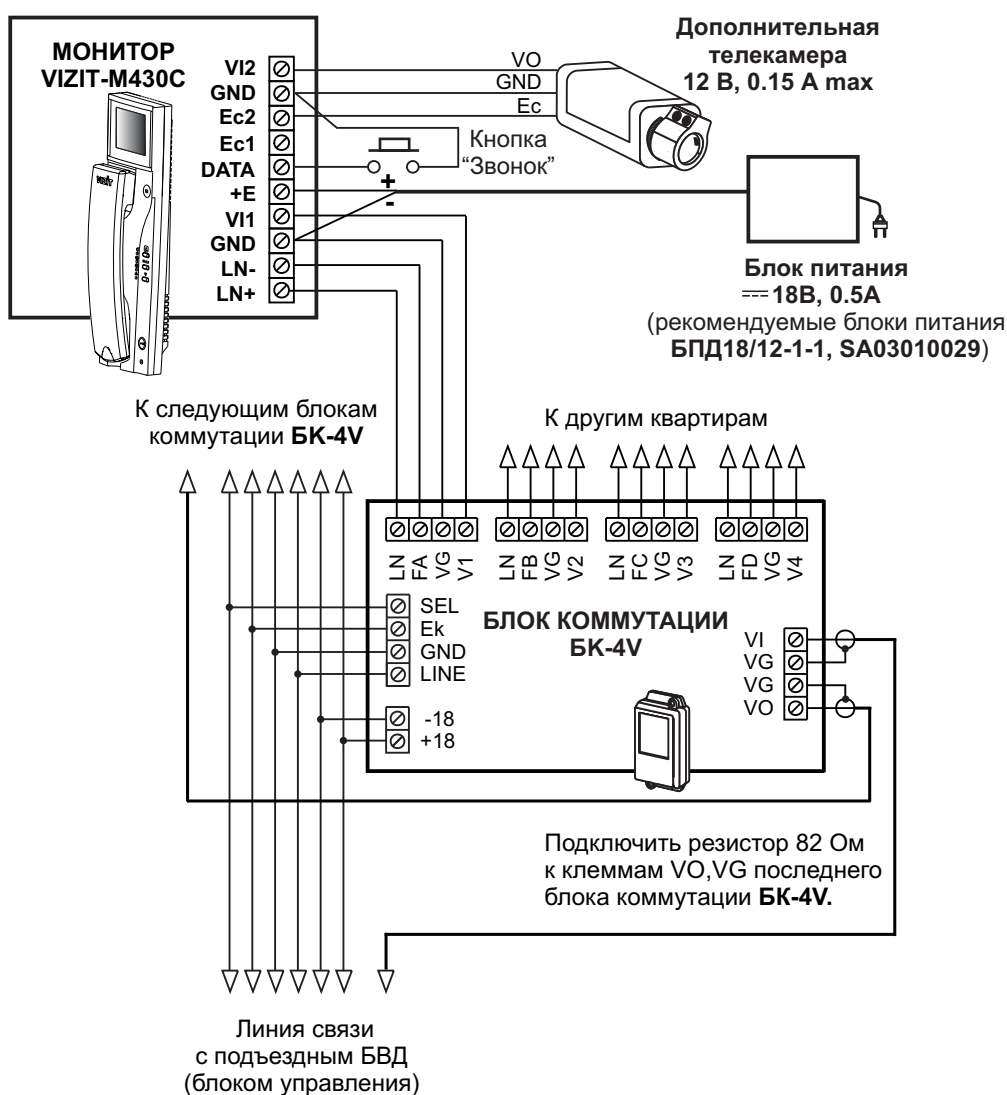 МОНИТОР
VIZIT-M430C
VI2
GND
Ec2
Ec1
DATA
+E
VI1
GND
LN-
LN+
VO
GND
Ec
Кнопка
“Звонок”
+
-
Дополнительная
телекамера
12 В, 0.15 А max
Блок питания
18В, 0.5А
(рекомендуемые блоки питания
БПД18/12-1-1, SA03010029)
К следующим блокам
коммутации БК-4V
К другим квартирам
LN FA VG V1 LN FB VG V2 LN FC VG V3 LN FD VG V4
SEL
Ek
GND
LINE
-18
+18
БЛОК КОММУТАЦИИ
БК-4V
VI
VG
VG
VO
Подключить резистор 82 Ом
к клеммам VO,VG последнего
блока коммутации БК-4V.
Линия связи
с подъездным БВД
(блоком управления)